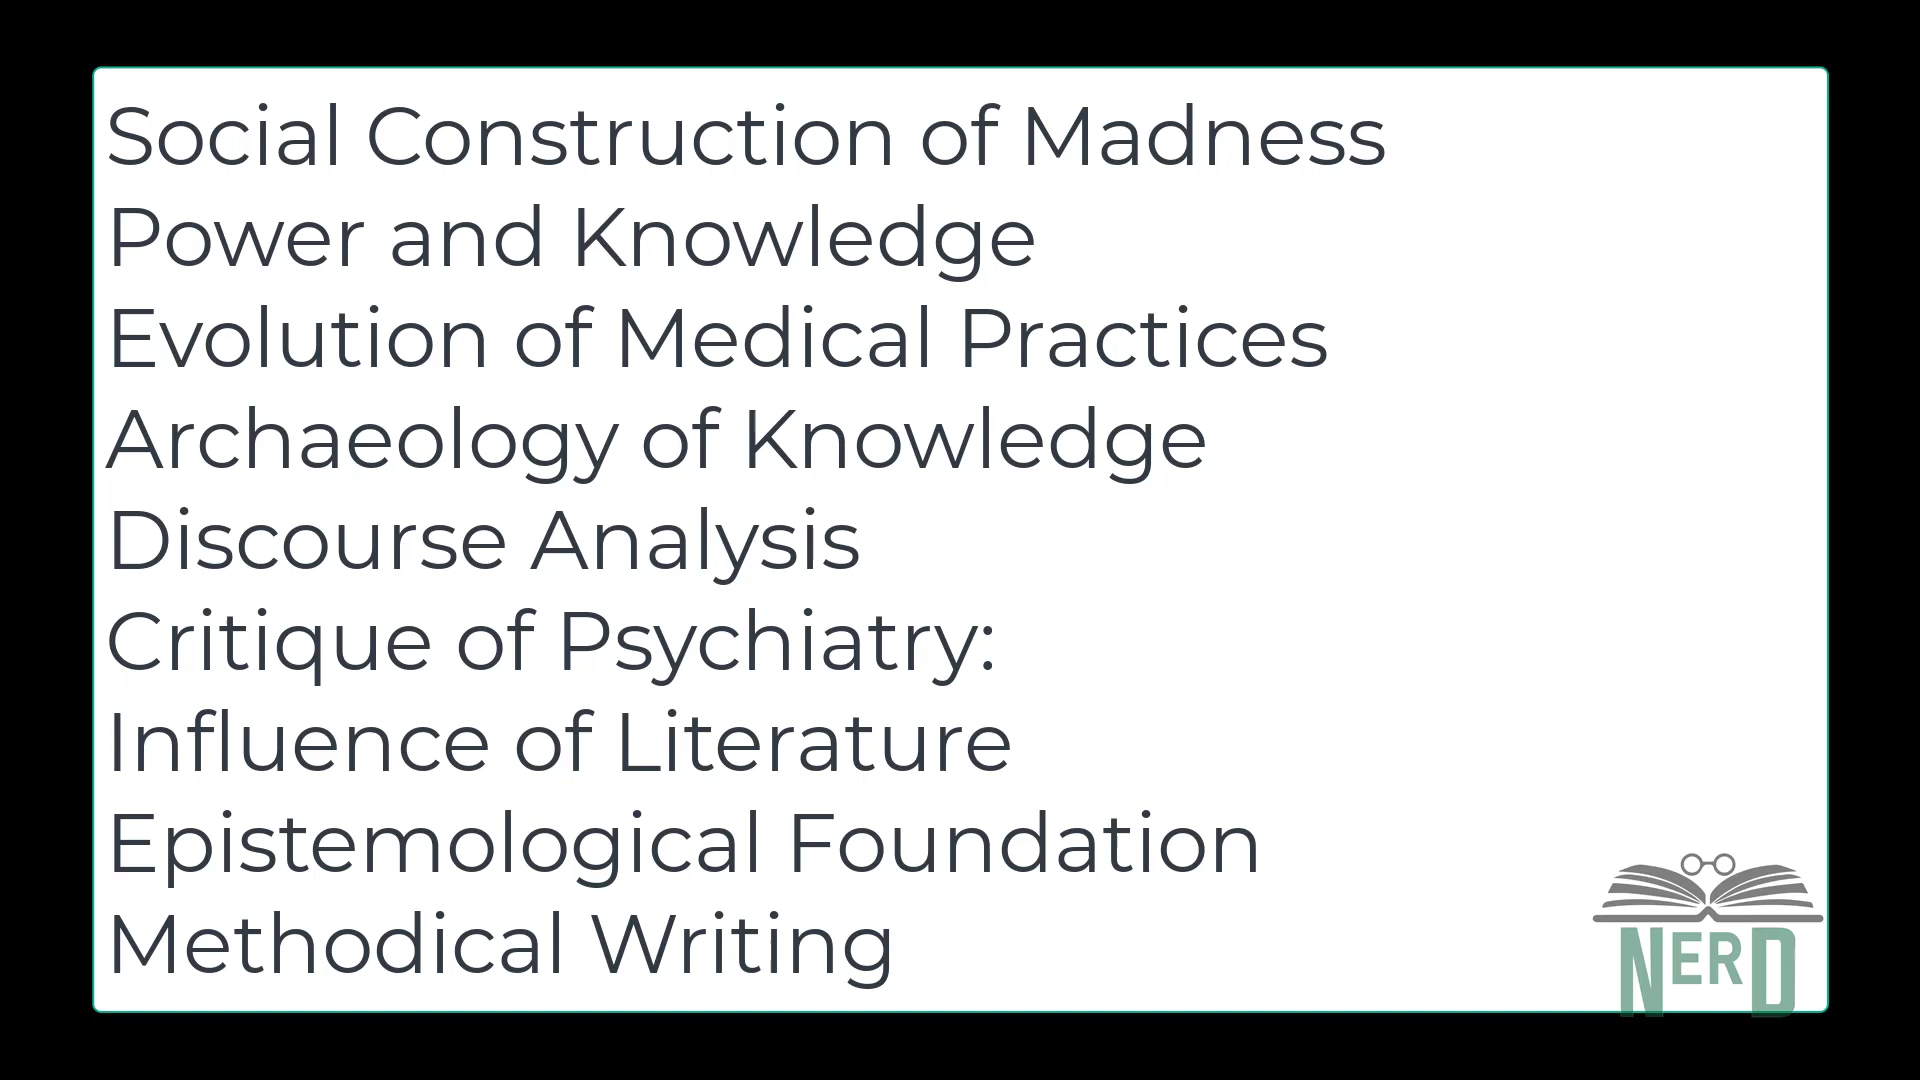 Social Construction of Madness
Power and Knowledge
Evolution of Medical Practices
Archaeology of Knowledge
Discourse Analysis
Critique of Psychiatry:
Influence of Literature
Epistemological Foundation
Methodical Writing
NERD